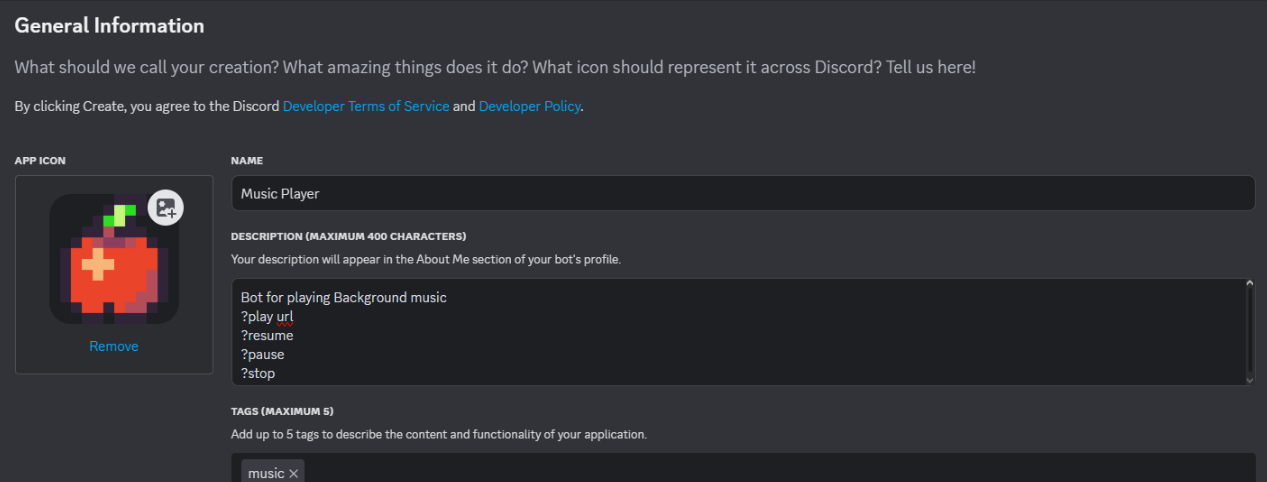 General Information
What should we call your creation? What amazing things does it do? What icon should represent it across Discord? Tell us here!
By clicking Create, you agree to the Discord Developer Terms of Service and Developer Policy.
APP ICON
Remove
NAME
Music Player
DESCRIPTION (MAXIMUM 400 CHARACTERS)
Your description will appear in the About Me section of your bot's profile.
Bot for playing Background music
?play url
?resume
?pause
?stop
TAGS (MAXIMUM 5)
Add up to 5 tags to describe the content and functionality of your application.
music ×